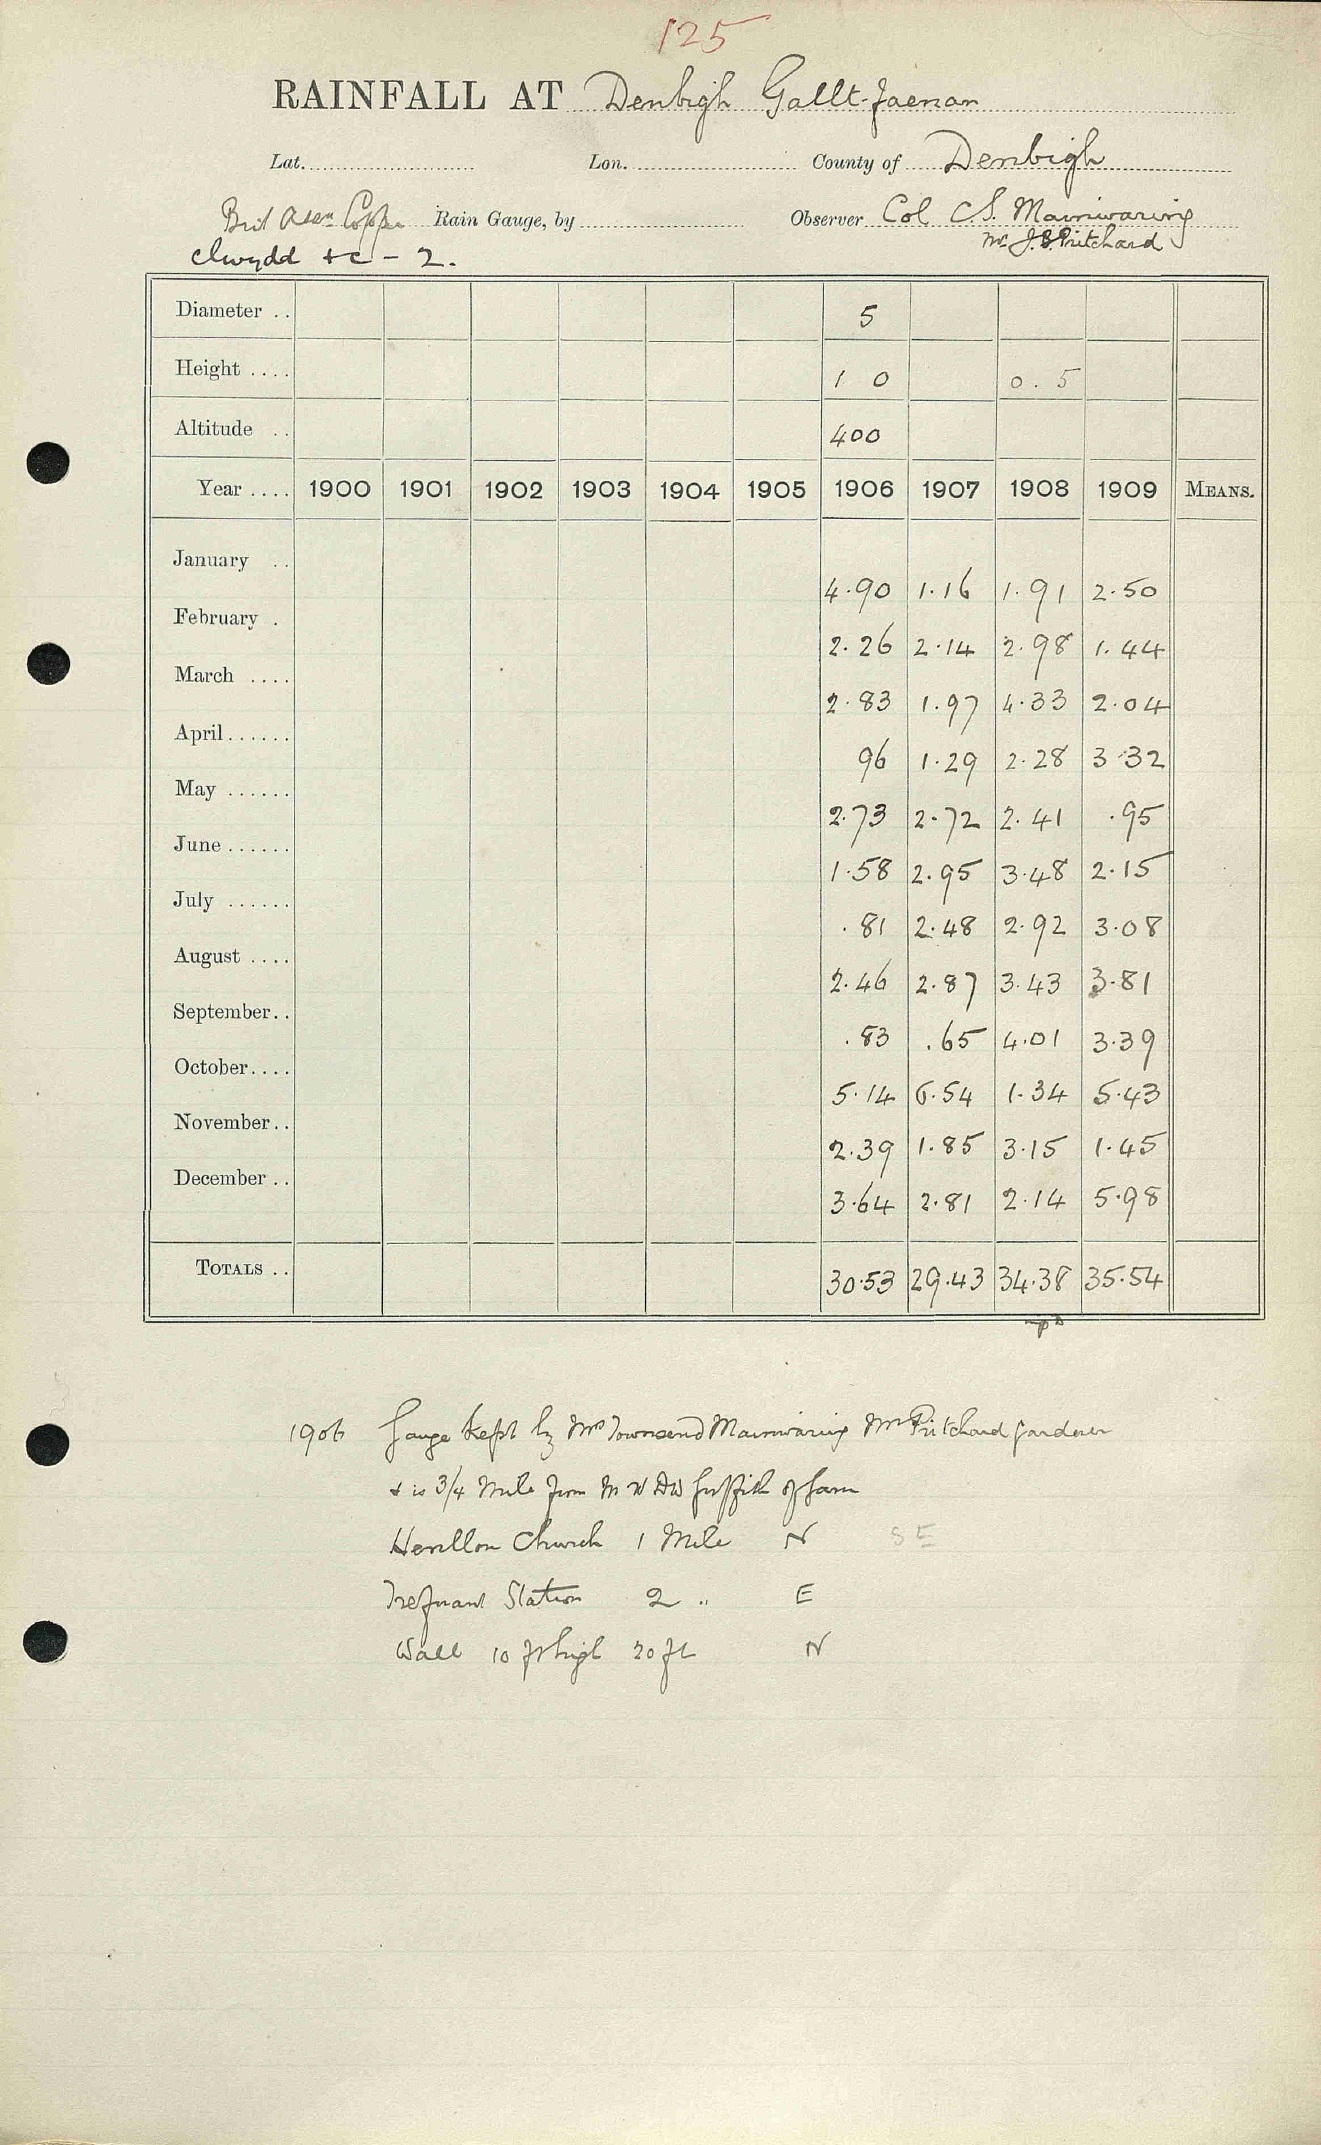 125
RAINFALL AT Denbigh Gallt-faenan
Lat. Lon. County of Denbigh
Brit Assn Copper Rain Gauge, by Observer Col C.S. Mainwaring
Mr J.S. Pritchard
Clwydd &c - 2.
Diameter .. 5
Height .... 1 0 0.5
Altitude .. 400
Year .... 1900 1901 1902 1903 1904 1905 1906 1907 1908 1909 MEANS.
January .. 4.90 1.16 1.91 2.50
February . 2.26 2.14 2.98 1.44
March .... 2.83 1.97 4.33 2.04
April...... 96 1.29 2.28 3.32
May ...... 2.73 2.72 2.41 .95
June...... 1.58 2.95 3.48 2.15
July ...... .81 2.48 2.92 3.08
August .... 2.46 2.87 3.43 3.81
September.. .83 .65 4.01 3.39
October.... 5.14 6.54 1.34 5.43
November.. 2.39 1.85 3.15 1.45
December .. 3.64 2.81 2.14 5.98
TOTALS .. 30.53 29.43 34.38 35.54
1906 Gauge kept by Mrs Townsend Mainwaring Mr Pritchard gardener
& is 3/4 Mile from M W DW Griffith of Garn
Henllan Church 1 Mile N SE
Trefnant Station 2 " E
Wall 10 ft high 20 ft N